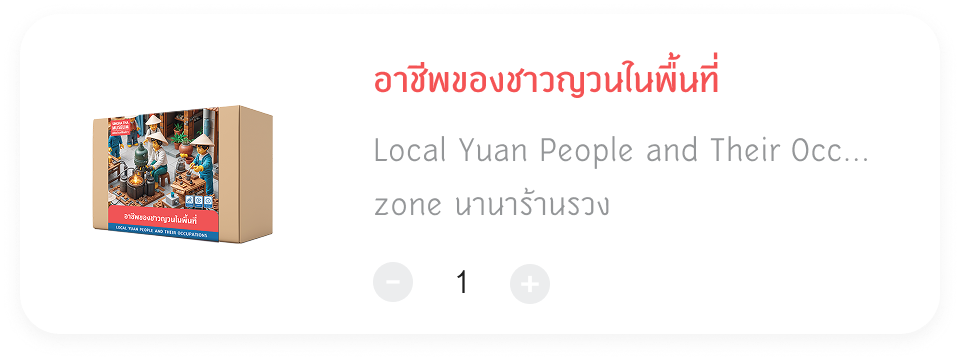 อาชีพของชาวญวนในพื้นที่
Local Yuan People and Their Occ...
zone นานาร้านรวง
1
MUSEUM
อาชีพของชาวญวนในพื้นที่
LOCAL YUAN PEOPLE AND THEIR OCCUPATIONS